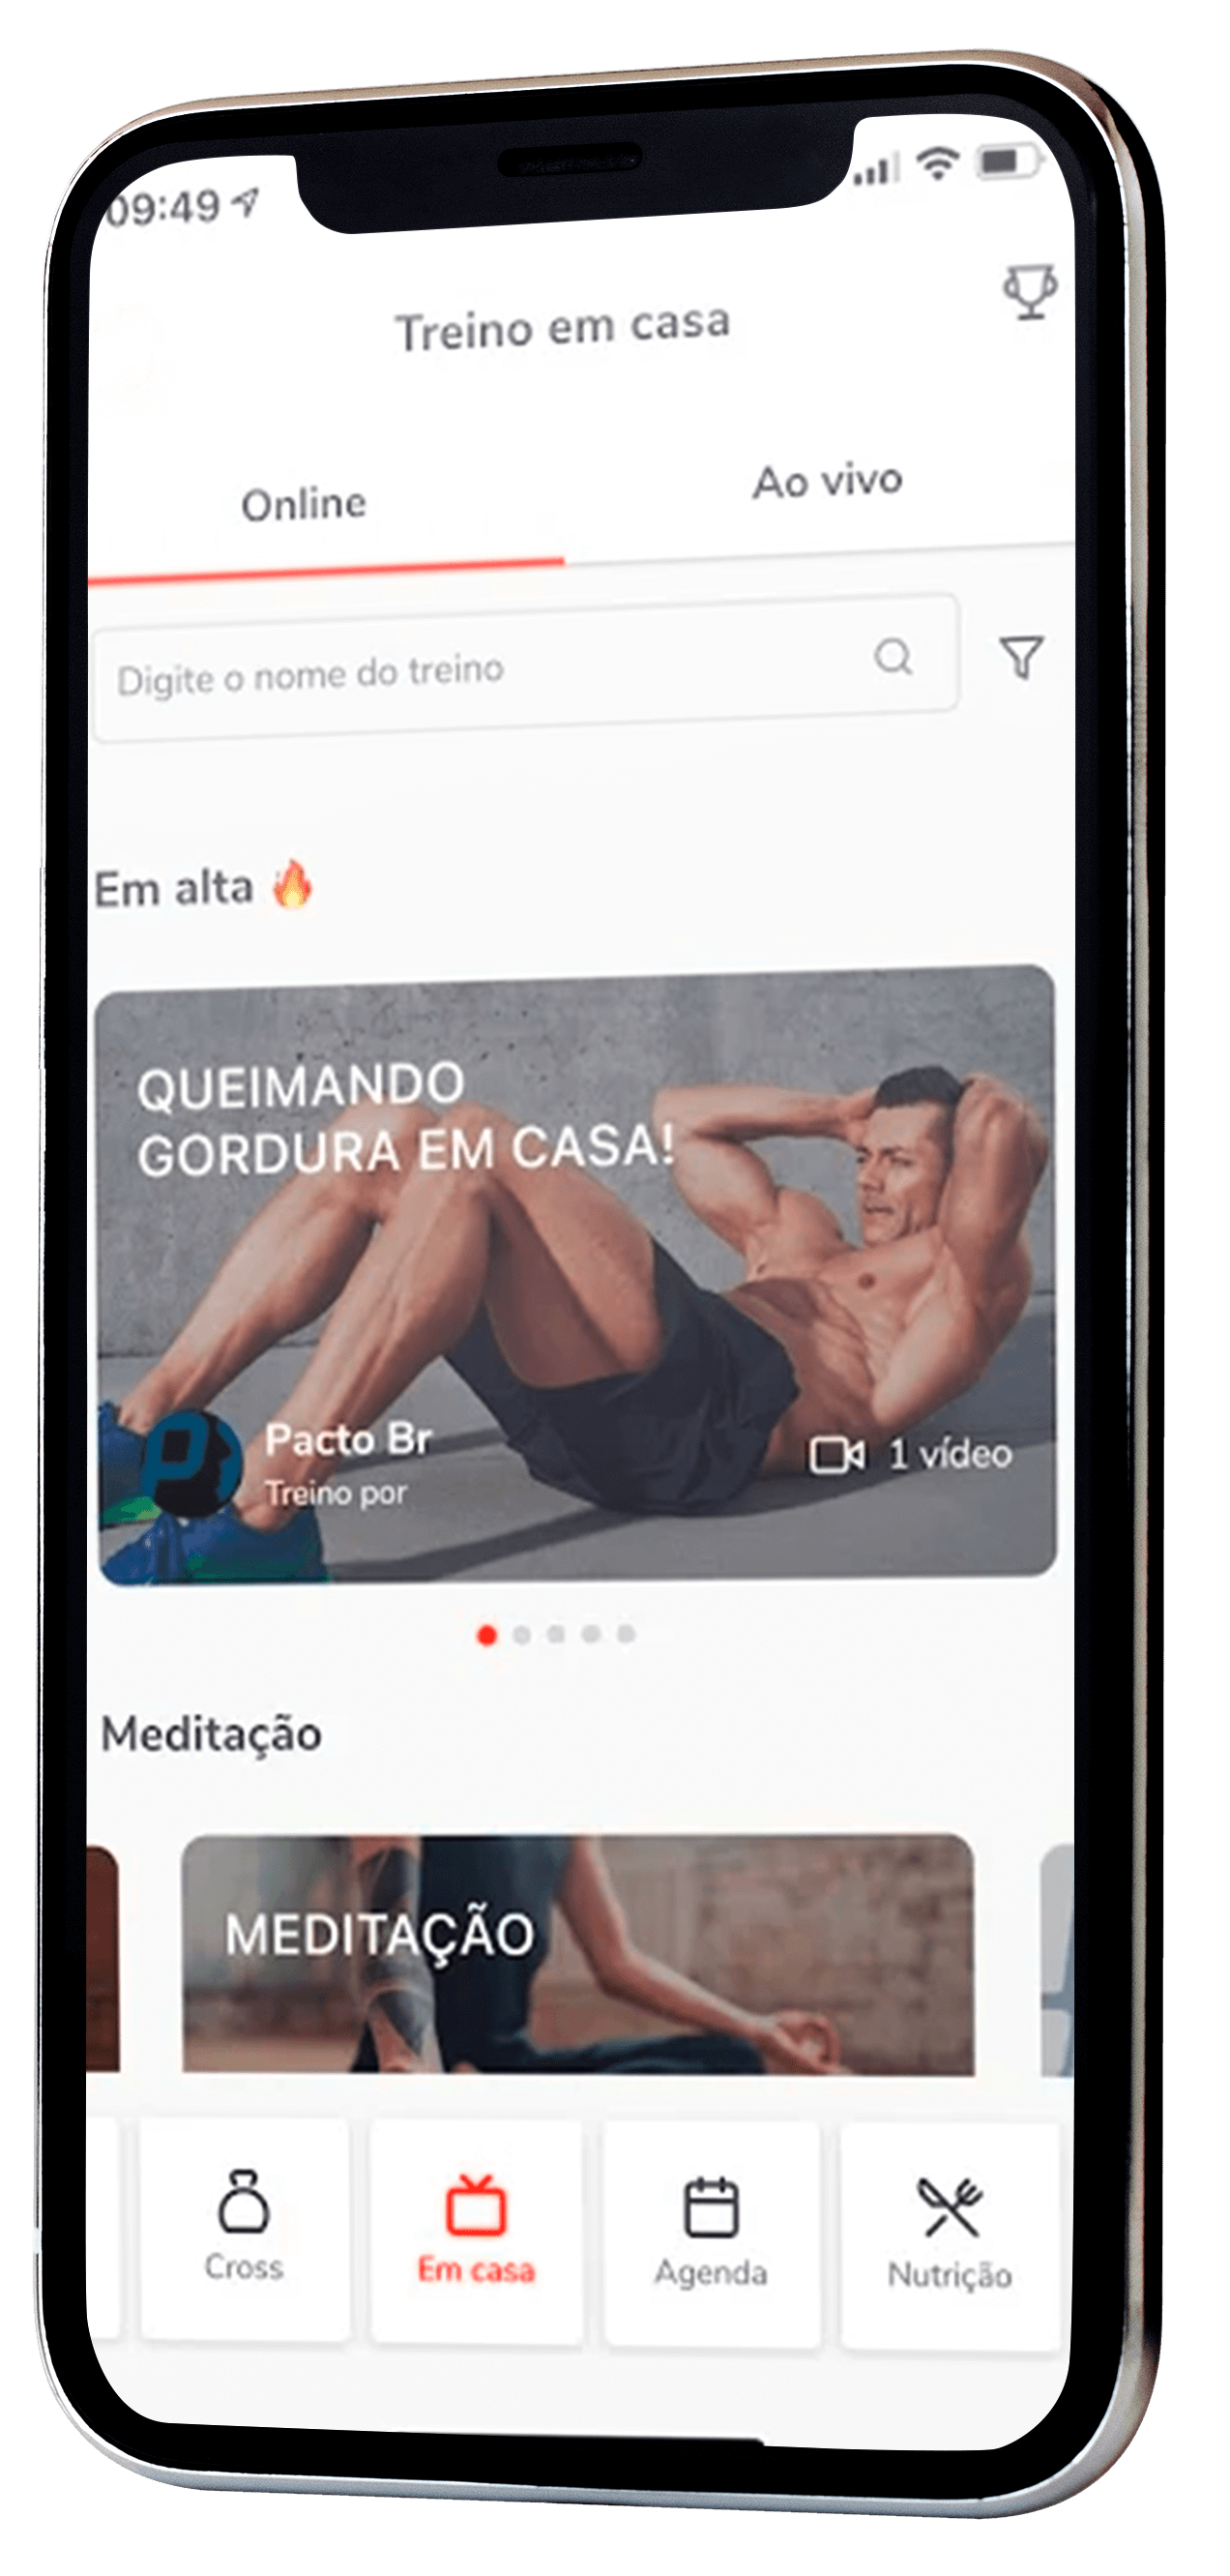 09:49
Treino em casa
Online
Ao vivo
Digite o nome do treino
Em alta 🔥
QUEIMANDO
GORDURA EM CASA!
Pacto Br
Treino por
1 vídeo
Meditação
MEDITAÇÃO
Cross
Em casa
Agenda
Nutrição